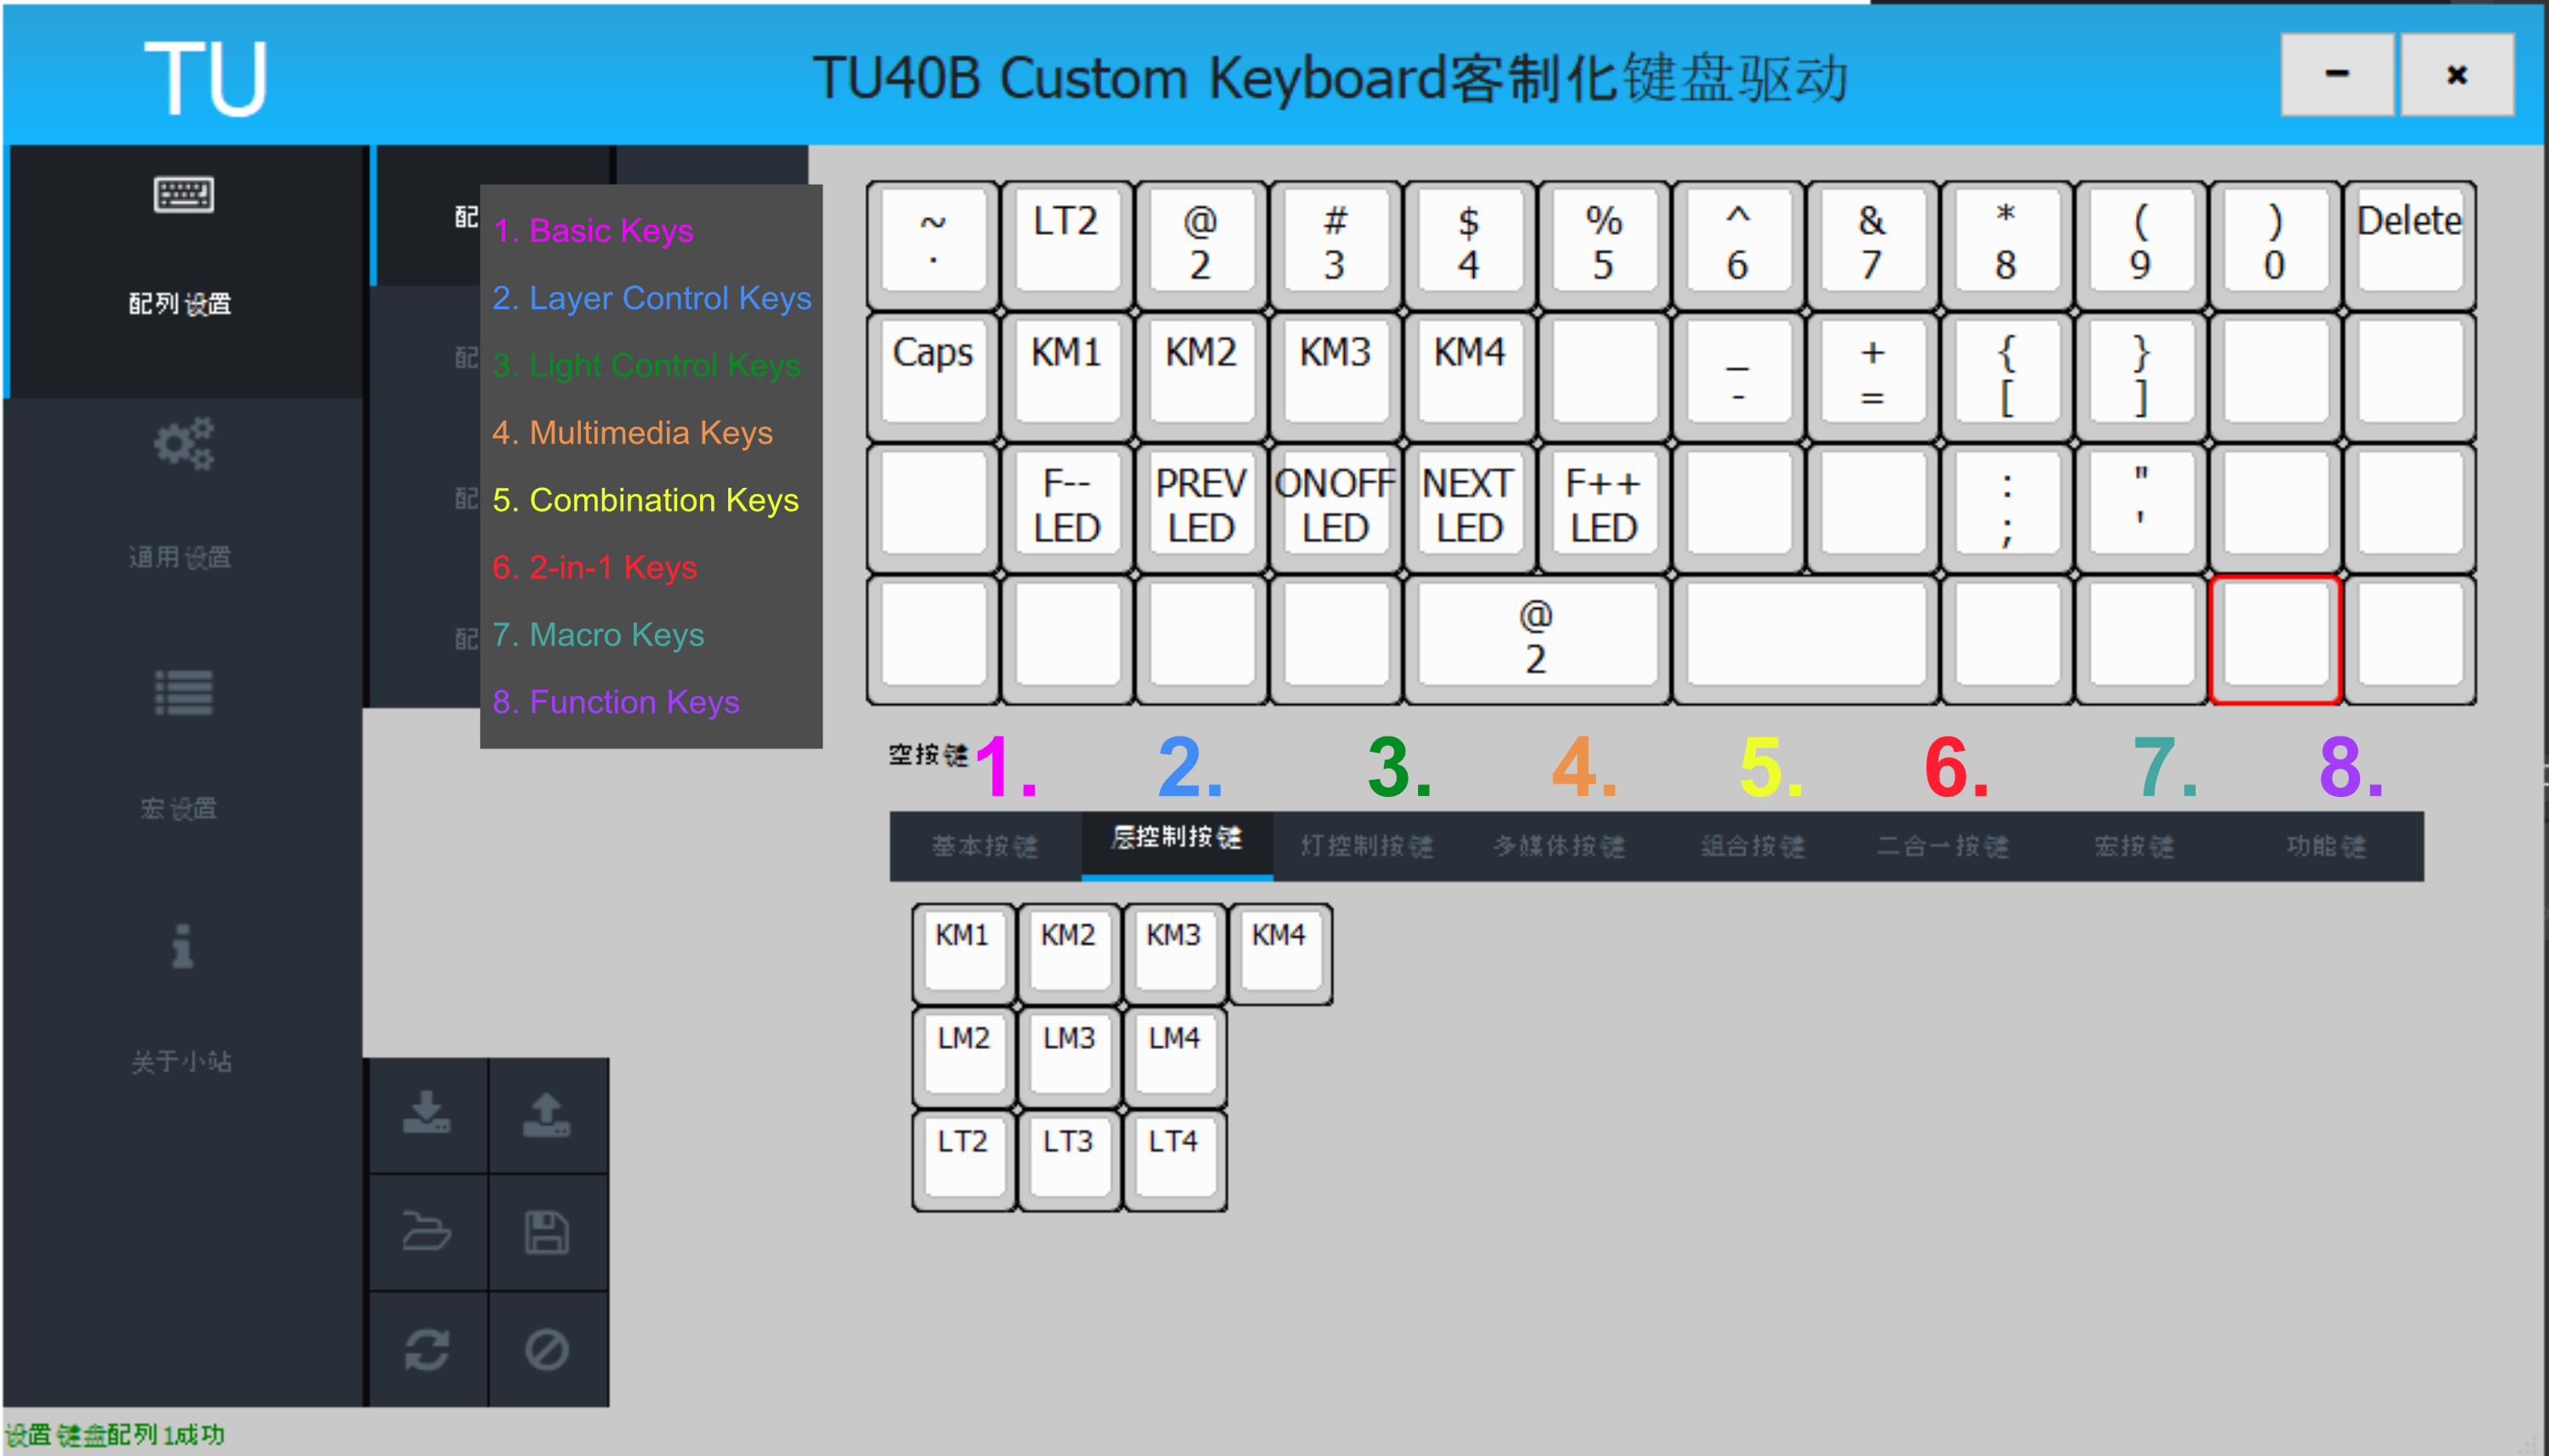 TU
TU40B Custom Keyboard客制化键盘驱动
配列设置
通用设置
宏设置
关于小站
配
配
配
配
1. Basic Keys
2. Layer Control Keys
3. Light Control Keys
4. Multimedia Keys
5. Combination Keys
6. 2-in-1 Keys
7. Macro Keys
8. Function Keys
~ LT2 @ # $ % ^ & * ( ) Delete
· 2 3 4 5 6 7 8 9 0
Caps KM1 KM2 KM3 KM4 _ + { }
- = [ ]
F-- PREV ONOFF NEXT F++ : "
LED LED LED LED LED ; '
@
2
空按键
1. 2. 3. 4. 5. 6. 7. 8.
基本按键 层控制按键 灯控制按键 多媒体按键 组合按键 二合一按键 宏按键 功能键
KM1 KM2 KM3 KM4
LM2 LM3 LM4
LT2 LT3 LT4
设置键盘配列1成功